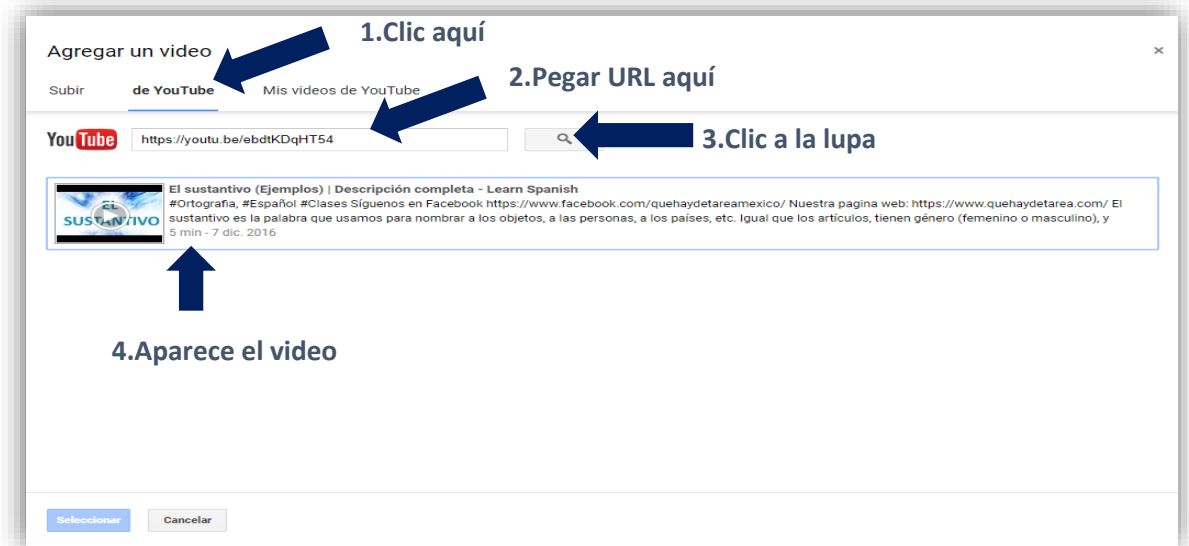 1.Clic aquí
Agregar un video
×
Subir de YouTube Mis videos de YouTube
2.Pegar URL aquí
YouTube https://youtu.be/ebdtKDqHT54
3.Clic a la lupa
EL SUSTANTIVO
El sustantivo (Ejemplos) | Descripción completa - Learn Spanish
#Ortografia, #Español #Clases Síguenos en Facebook https://www.facebook.com/quehaydetareamexico/ Nuestra pagina web: https://www.quehaydetarea.com/ El
sustantivo es la palabra que usamos para nombrar a los objetos, a las personas, a los países, etc. Igual que los artículos, tienen género (femenino o masculino), y
5 min - 7 dic. 2016
4.Aparece el video
Seleccionar Cancelar